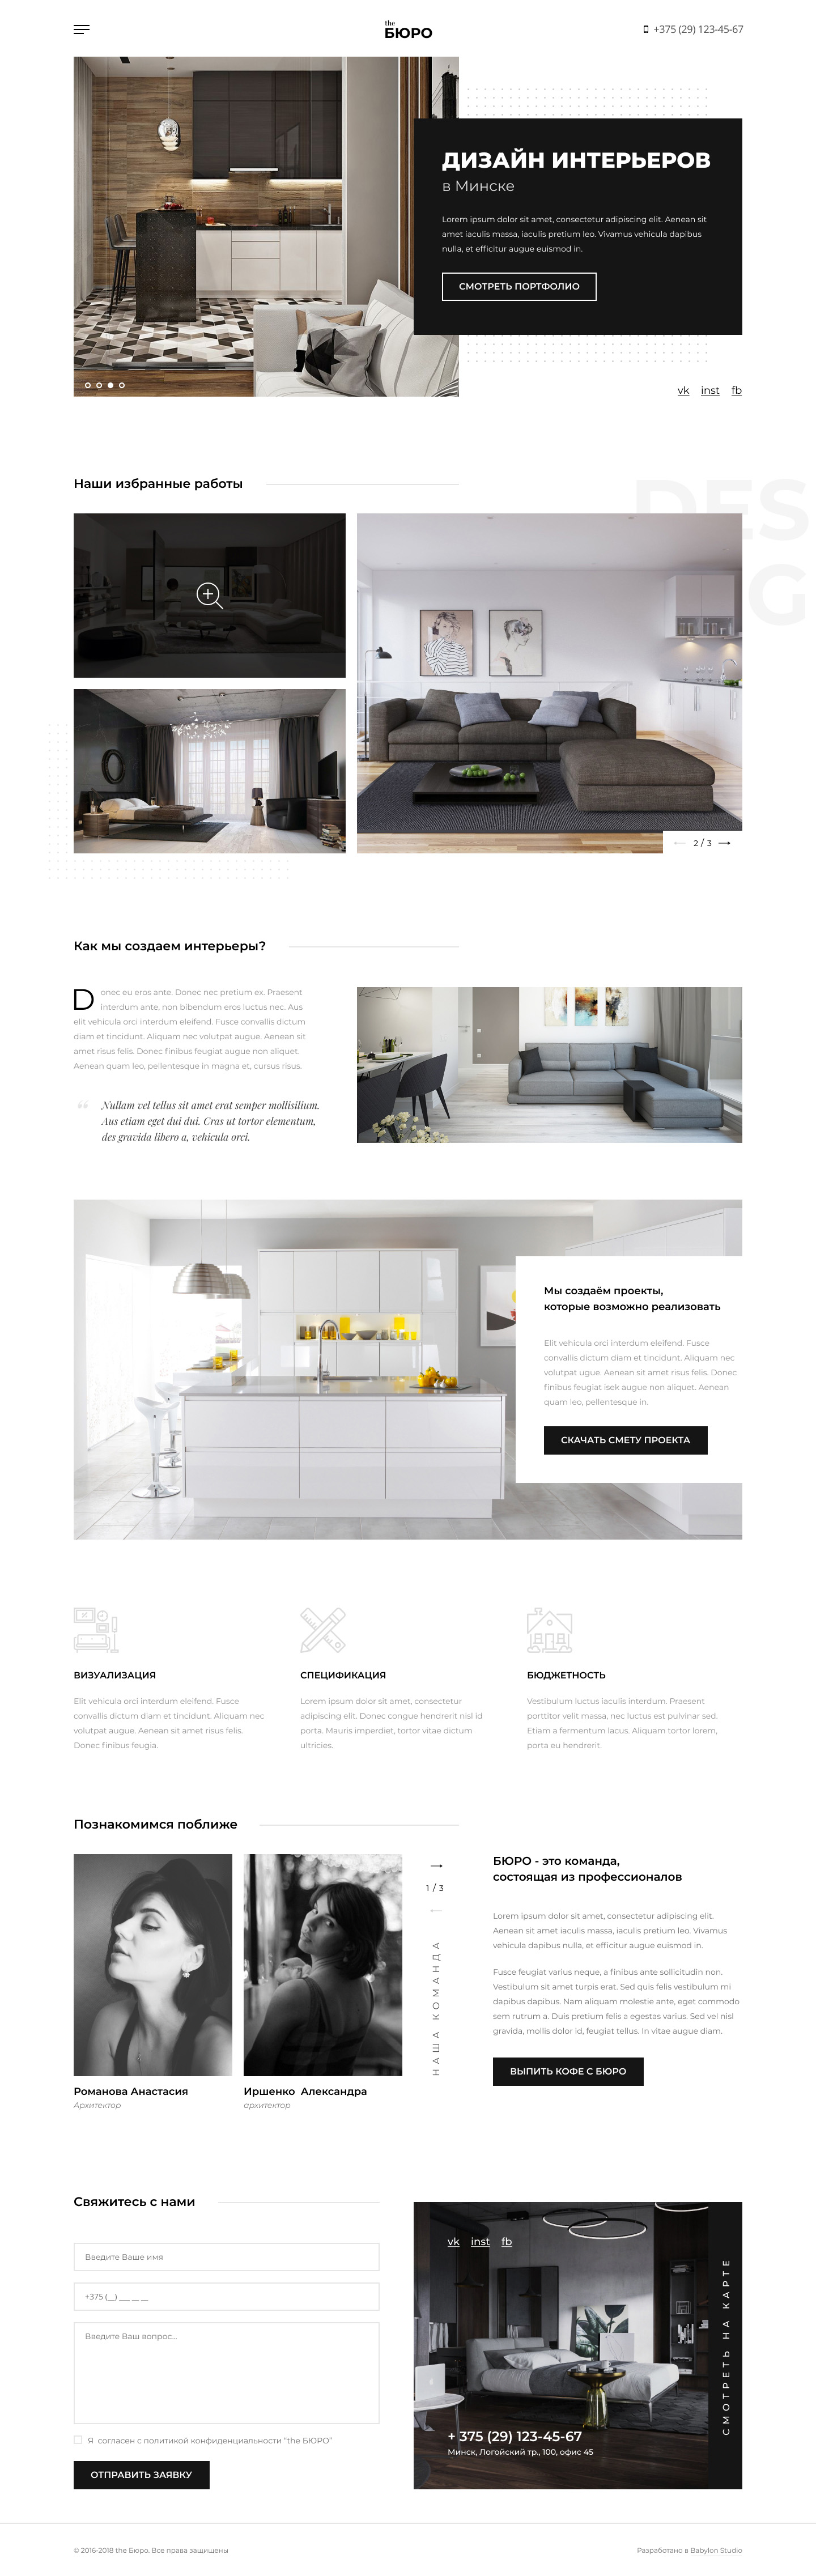 the
БЮРО
+375 (29) 123-45-67
ДИЗАЙН ИНТЕРЬЕРОВ
в Минске
Lorem ipsum dolor sit amet, consectetur adipiscing elit. Aenean sit
amet iaculis massa, iaculis pretium leo. Vivamus vehicula dapibus
nulla, et efficitur augue euismod in.
СМОТРЕТЬ ПОРТФОЛИО
vk inst fb
Наши избранные работы
DES
G
2 / 3
Как мы создаем интерьеры?
Donec eu eros ante. Donec nec pretium ex. Praesent
interdum ante, non bibendum eros luctus nec. Aus
elit vehicula orci interdum eleifend. Fusce convallis dictum
diam et tincidunt. Aliquam nec volutpat augue. Aenean sit
amet risus felis. Donec finibus feugiat augue non aliquet.
Aenean quam leo, pellentesque in magna et, cursus risus.
“ Nullam vel tellus sit amet erat semper mollisilium.
Aus etiam eget dui dui. Cras ut tortor elementum,
des gravida libero a, vehicula orci.
Мы создаём проекты,
которые возможно реализовать
Elit vehicula orci interdum eleifend. Fusce
convallis dictum diam et tincidunt. Aliquam nec
volutpat ugue. Aenean sit amet risus felis. Donec
finibus feugiat isek augue non aliquet. Aenean
quam leo, pellentesque in.
СКАЧАТЬ СМЕТУ ПРОЕКТА
ВИЗУАЛИЗАЦИЯ
Elit vehicula orci interdum eleifend. Fusce
convallis dictum diam et tincidunt. Aliquam nec
volutpat augue. Aenean sit amet risus felis.
Donec finibus feugia.
СПЕЦИФИКАЦИЯ
Lorem ipsum dolor sit amet, consectetur
adipiscing elit. Donec congue hendrerit nisl id
porta. Mauris imperdiet, tortor vitae dictum
ultricies.
БЮДЖЕТНОСТЬ
Vestibulum luctus iaculis interdum. Praesent
porttitor velit massa, nec luctus est pulvinar sed.
Etiam a fermentum lacus. Aliquam tortor lorem,
porta eu hendrerit.
Познакомимся поближе
Романова Анастасия
Архитектор
Иршенко Александра
архитектор
1 / 3
НАША КОМАНДА
БЮРО - это команда,
состоящая из профессионалов
Lorem ipsum dolor sit amet, consectetur adipiscing elit.
Aenean sit amet iaculis massa, iaculis pretium leo. Vivamus
vehicula dapibus nulla, et efficitur augue euismod in.
Fusce feugiat varius neque, a finibus ante sollicitudin non.
Vestibulum sit amet turpis erat. Sed quis felis vestibulum mi
dapibus dapibus. Nam aliquam molestie ante, eget commodo
sem rutrum a. Duis pretium felis a egestas varius. Sed vel nisl
gravida, mollis dolor id, feugiat tellus. In vitae augue diam.
ВЫПИТЬ КОФЕ С БЮРО
Свяжитесь с нами
Введите Ваше имя
+375 (__) ___ __ __
Введите Ваш вопрос...
Я согласен с политикой конфиденциальности “the БЮРО”
ОТПРАВИТЬ ЗАЯВКУ
vk inst fb
+ 375 (29) 123-45-67
Минск, Логойский тр., 100, офис 45
СМОТРЕТЬ НА КАРТЕ
© 2016-2018 the Бюро. Все права защищены
Разработано в Babylon Studio